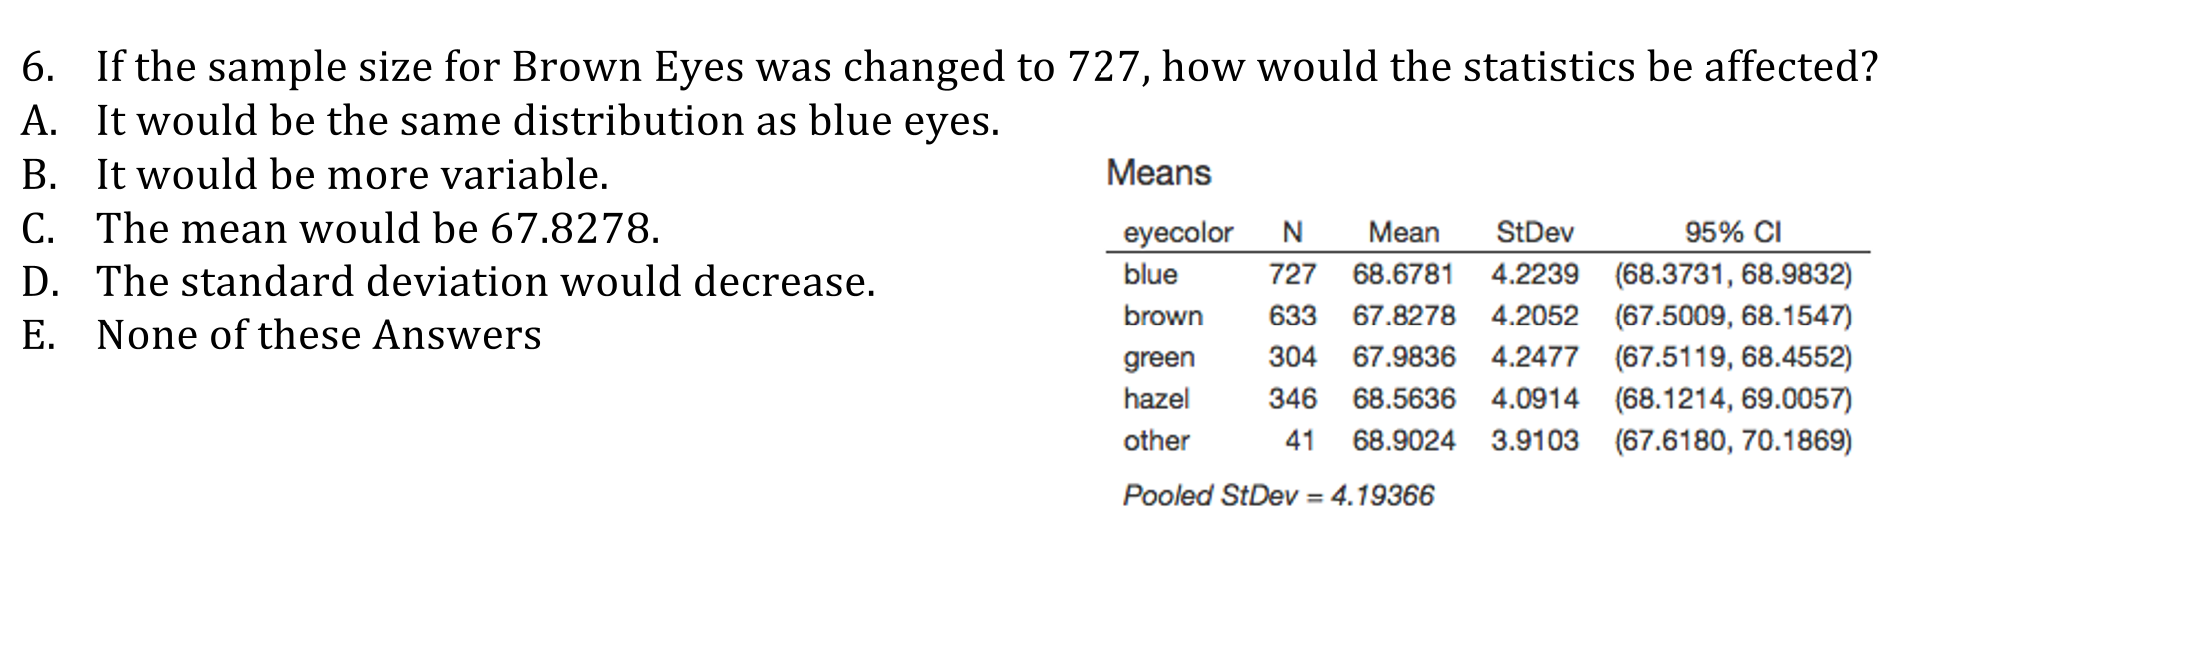 6. If the sample size for Brown Eyes was changed to 727, how would the statistics be affected?
A. It would be the same distribution as blue eyes.
B. It would be more variable.
C. The mean would be 67.8278.
D. The standard deviation would decrease.
E. None of these Answers
Means
eyecolor N Mean StDev 95% CI
blue 727 68.6781 4.2239 (68.3731, 68.9832)
brown 633 67.8278 4.2052 (67.5009, 68.1547)
green 304 67.9836 4.2477 (67.5119, 68.4552)
hazel 346 68.5636 4.0914 (68.1214, 69.0057)
other 41 68.9024 3.9103 (67.6180, 70.1869)
Pooled StDev = 4.19366